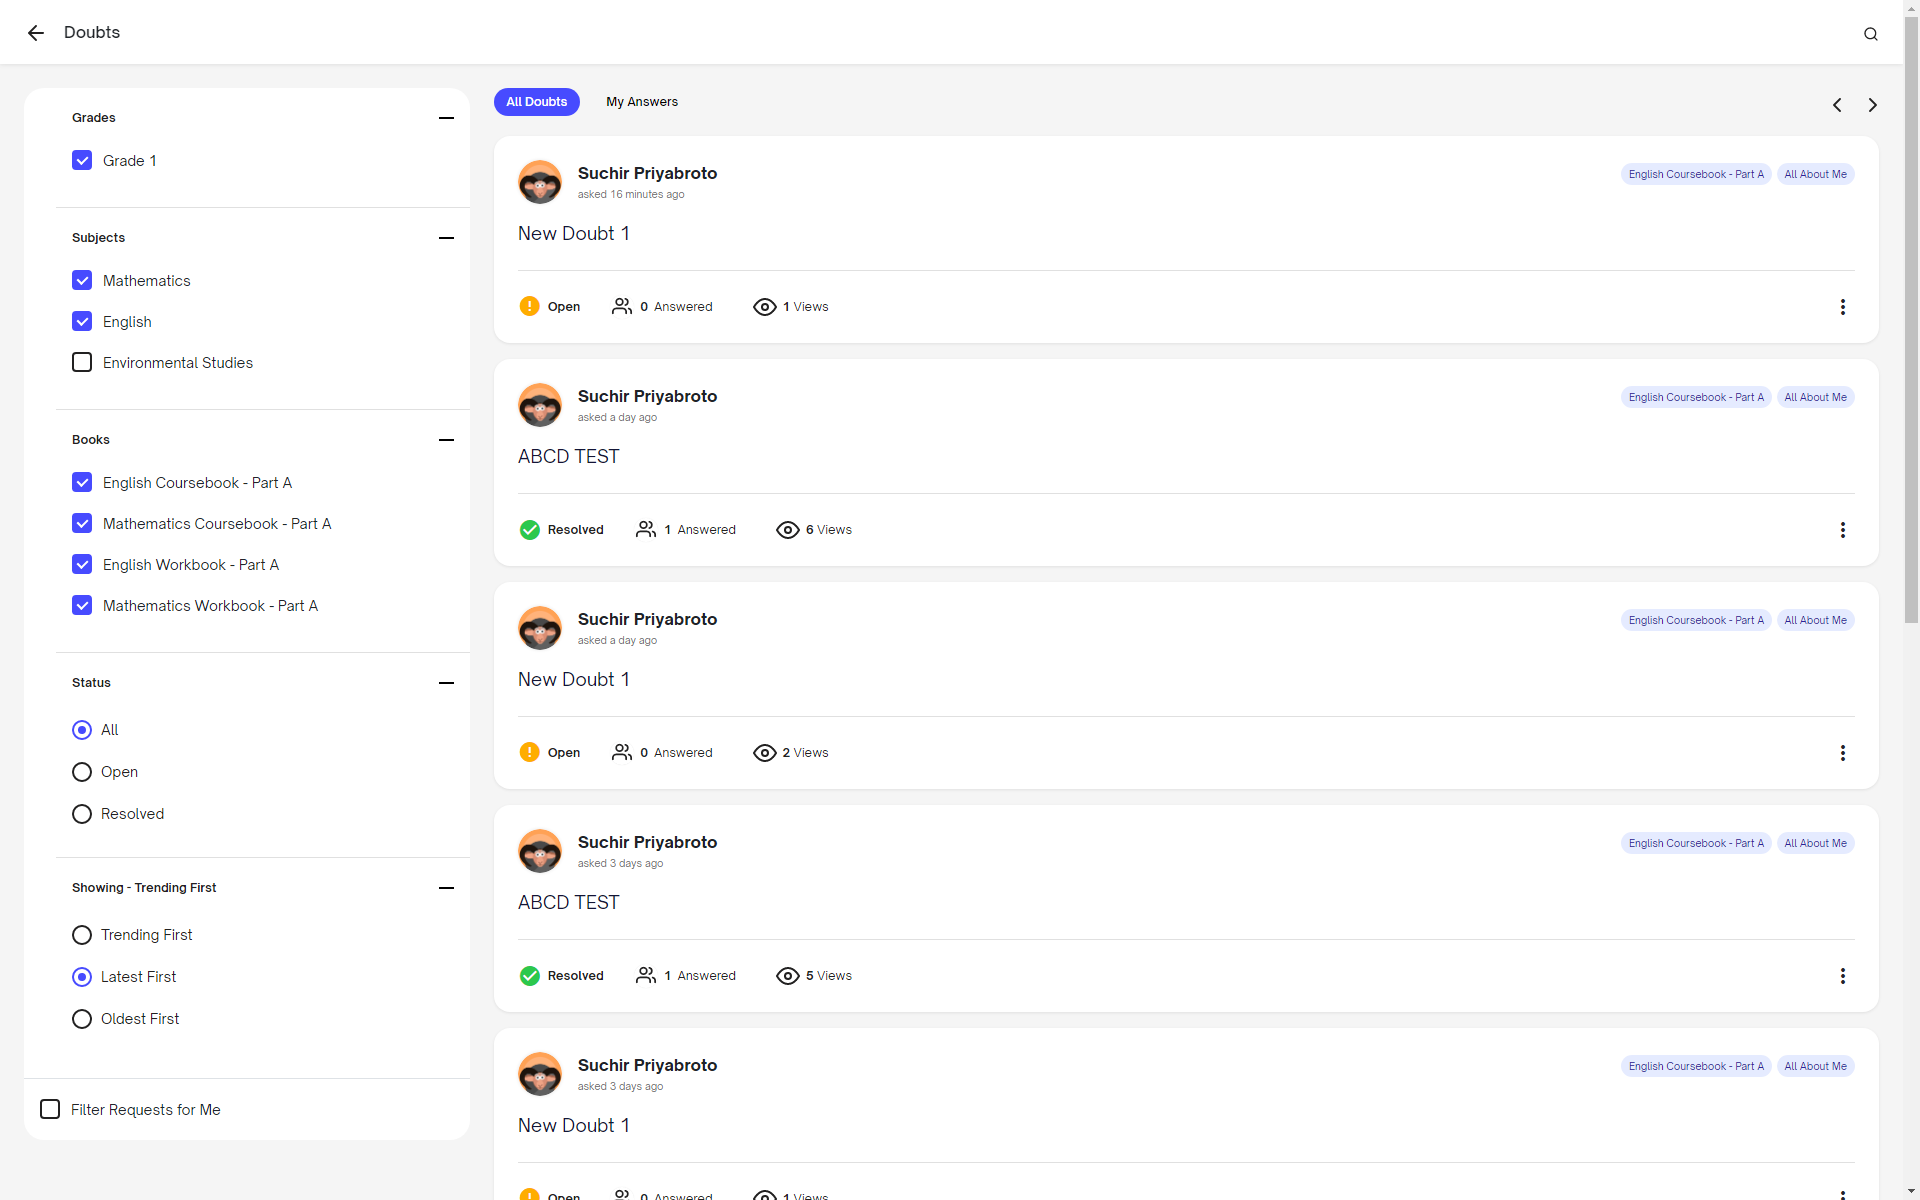 Doubts
Grades
Grade 1
Subjects
Mathematics
English
Environmental Studies
Books
English Coursebook - Part A
Mathematics Coursebook - Part A
English Workbook - Part A
Mathematics Workbook - Part A
Status
All
Open
Resolved
Showing - Trending First
Trending First
Latest First
Oldest First
Filter Requests for Me
All Doubts My Answers
Suchir Priyabroto English Coursebook - Part A All About Me
asked 16 minutes ago
New Doubt 1
Open 0 Answered 1 Views
Suchir Priyabroto English Coursebook - Part A All About Me
asked a day ago
ABCD TEST
Resolved 1 Answered 6 Views
Suchir Priyabroto English Coursebook - Part A All About Me
asked a day ago
New Doubt 1
Open 0 Answered 2 Views
Suchir Priyabroto English Coursebook - Part A All About Me
asked 3 days ago
ABCD TEST
Resolved 1 Answered 5 Views
Suchir Priyabroto English Coursebook - Part A All About Me
asked 3 days ago
New Doubt 1
Open 0 Answered 1 Views